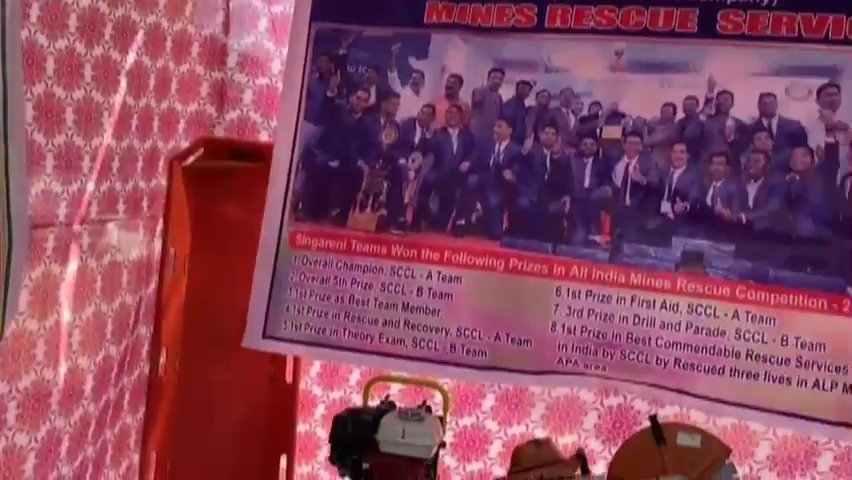 MINES RESCUE SERVI
Singareni Teams Won the Following Prizes in All India Mines Rescue Competition - 2
1. Overall Champion, SCCL - A Team
2. Overall 5th Prize, SCCL - B Team
3. 1st Prize as Best Team Member.
4. 1st Prize in Rescue and Recovery, SCCL - A Team
5. 1st Prize in Theory Exam, SCCL - B Team
6. 1st Prize in First Aid, SCCL - A Team
7. 3rd Prize in Drill and Parade, SCCL - B Team
8. 1st Prize in Best Commendable Rescue Services
in India by SCCL by Rescued three lives in ALP M
APA area